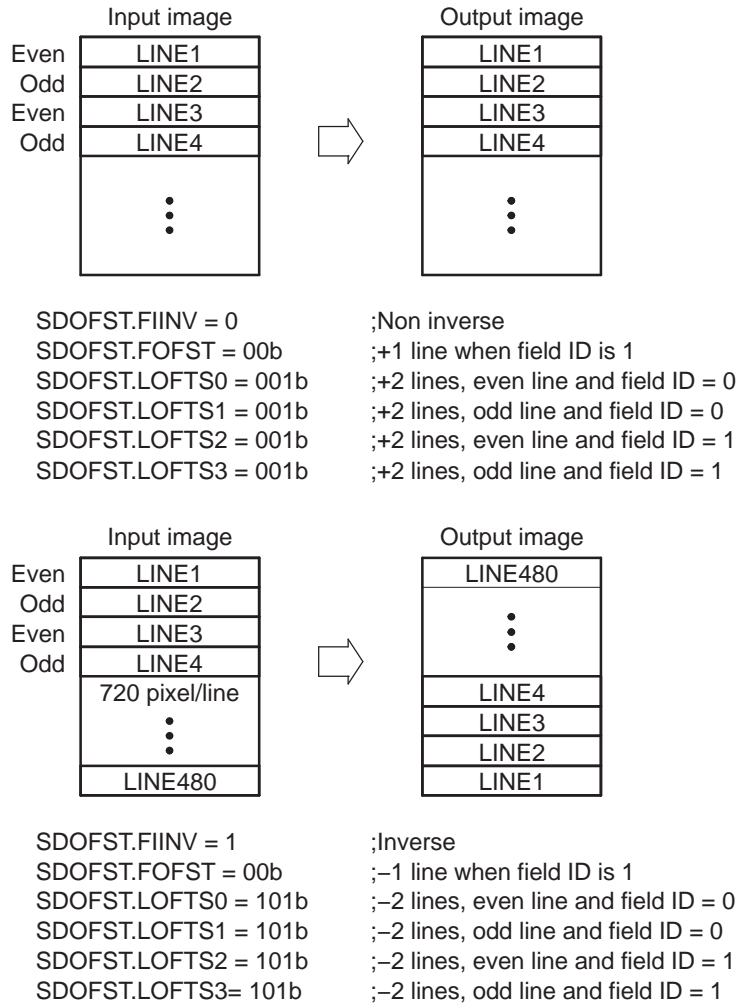 Input image Output image
Even LINE1 LINE1
Odd LINE2 LINE2
Even LINE3 LINE3
Odd LINE4 LINE4
SDOFST.FIINV = 0 ;Non inverse
SDOFST.FOFST = 00b ;+1 line when field ID is 1
SDOFST.LOFTS0 = 001b ;+2 lines, even line and field ID = 0
SDOFST.LOFTS1 = 001b ;+2 lines, odd line and field ID = 0
SDOFST.LOFTS2 = 001b ;+2 lines, even line and field ID = 1
SDOFST.LOFTS3 = 001b ;+2 lines, odd line and field ID = 1
Input image Output image
Even LINE1 LINE480
Odd LINE2
Even LINE3
Odd LINE4
720 pixel/line LINE4
LINE3
LINE2
LINE480 LINE1
SDOFST.FIINV = 1 ;Inverse
SDOFST.FOFST = 00b ;−1 line when field ID is 1
SDOFST.LOFTS0 = 101b ;−2 lines, even line and field ID = 0
SDOFST.LOFTS1 = 101b ;−2 lines, odd line and field ID = 0
SDOFST.LOFTS2 = 101b ;−2 lines, even line and field ID = 1
SDOFST.LOFTS3= 101b ;−2 lines, odd line and field ID = 1